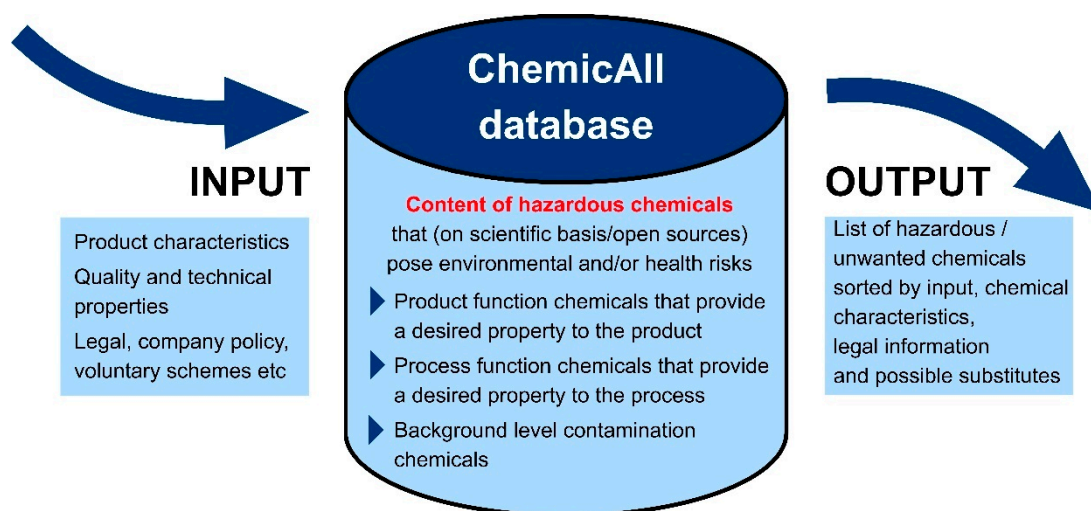 INPUT
Product characteristics
Quality and technical
properties
Legal, company policy,
voluntary schemes etc
ChemicAll
database
Content of hazardous chemicals
that (on scientific basis/open sources)
pose environmental and/or health risks
Product function chemicals that provide
a desired property to the product
Process function chemicals that provide
a desired property to the process
Background level contamination
chemicals
OUTPUT
List of hazardous /
unwanted chemicals
sorted by input, chemical
characteristics,
legal information
and possible substitutes